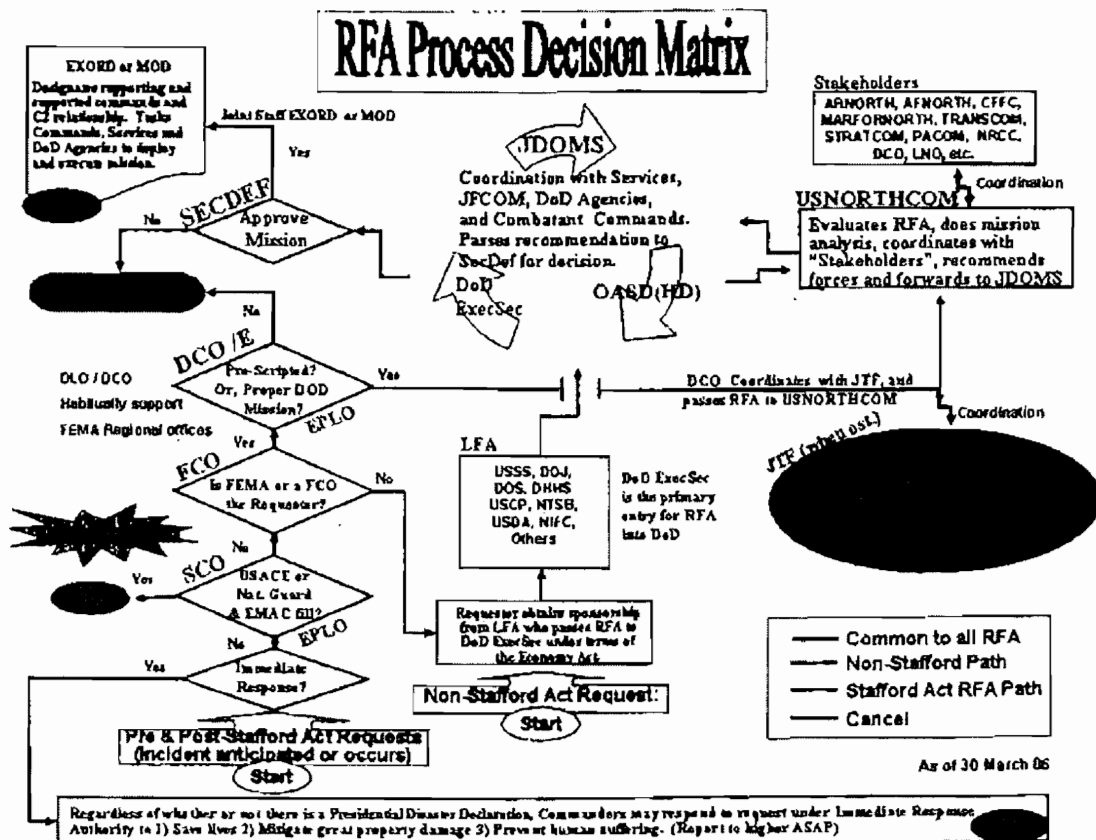 RFA Process Decision Matrix
EXORD or MOD
Designates supporting and
supported commands and
C2 relationship. Tasks
Commands, Services and
DoD Agencies to deploy
and execute mission.
Joint Staff EXORD or MOD
Yes
SECDEF
Approve
Mission
No
JDOMS
Coordination with Services,
JFCOM, DoD Agencies,
and Combatant Commands.
Passes recommendation to
SecDef for decision.
DoD
ExecSec
OASD(HD)
Stakeholders
ARNORTH, AFNORTH, CFFC,
MARFORNORTH, TRANSCOM,
STRATCOM, PACOM, NRCC,
DCO, LNO, etc.
Coordination
USNORTHCOM
Evaluates RFA, does mission
analysis, coordinates with
"Stakeholders", recommends
forces and forwards to JDOMS
No
DCO /E
Pre-Scripted?
Or, Proper DOD
Mission?
EPLO
Yes
DLO / DCO
Habitually support
FEMA Regional offices
DCO Coordinates with JTF, and
passes RFA to USNORTHCOM
Coordination
JTF (when est.)
Yes
FCO
Is FEMA or a FCO
the Requester?
No
LFA
USSS, DOJ,
DOS, DHHS
USCP, NTSB,
USDA, NIFC,
Others
DoD ExecSec
is the primary
entry for RFA
into DoD
No
SCO
USACE or
Nat. Guard
& EMAC fill?
EPLO
Yes
No
Immediate
Response?
Yes
Requester obtains sponsorship
from LFA who passes RFA to
DoD ExecSec under terms of
the Economy Act
Non-Stafford Act Request:
Start
Pre & Post-Stafford Act Requests
(Incident anticipated or occurs)
Start
Common to all RFA
Non-Stafford Path
Stafford Act RFA Path
Cancel
As of 30 March 06
Regardless of whether or not there is a Presidential Disaster Declaration, Commanders may respond to request under Immediate Response
Authority to 1) Save lives 2) Mitigate great property damage 3) Prevent human suffering. (Report to higher ASAP)